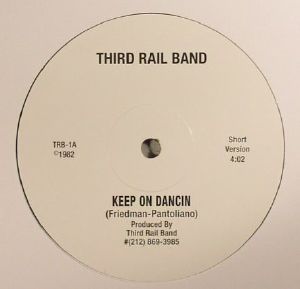 THIRD RAIL BAND
TRB-1A
©1982
Short
Version
4:02
KEEP ON DANCIN
(Friedman-Pantoliano)
Produced By
Third Rail Band
#(212) 869-3985